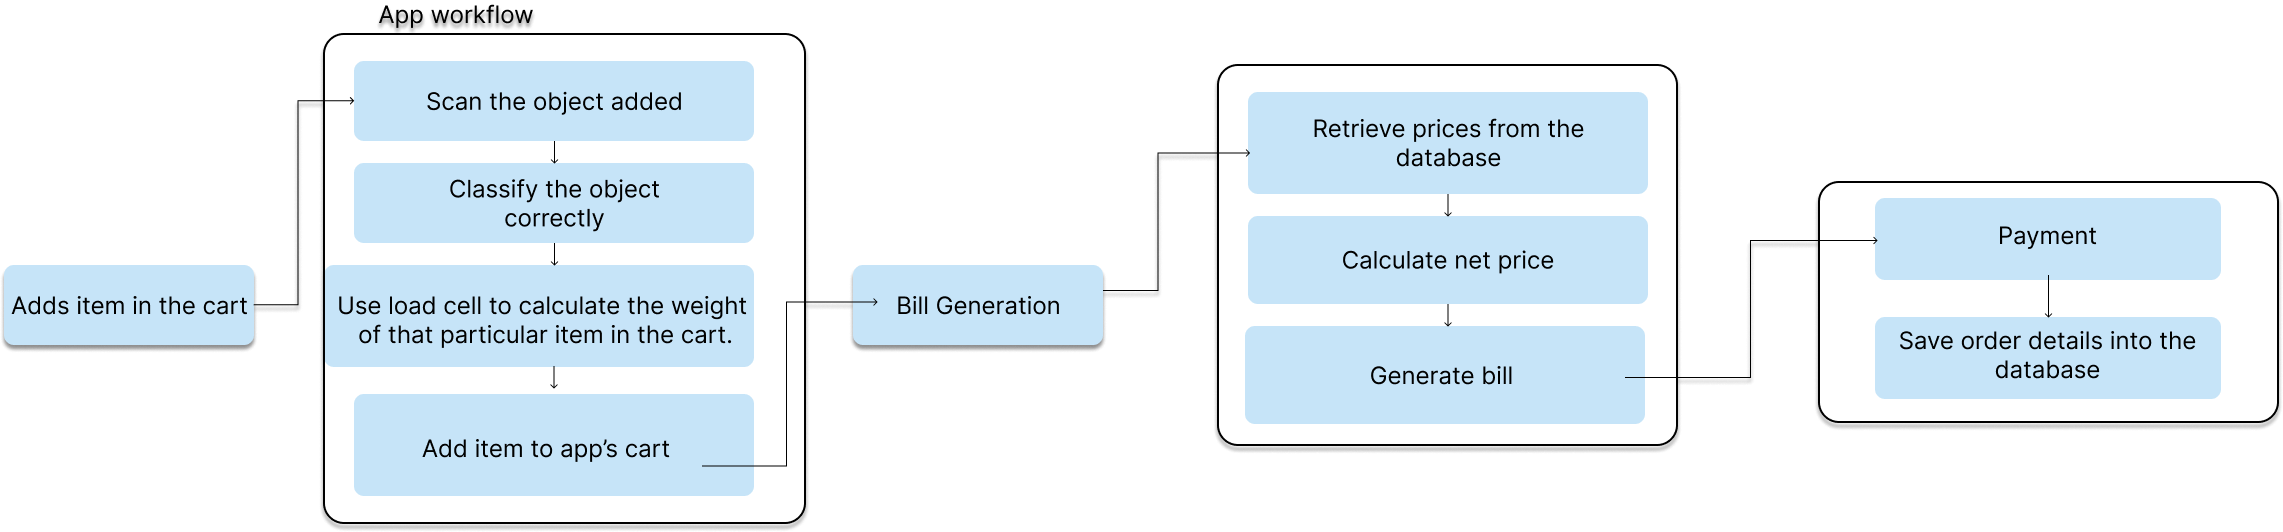 App workflow
Scan the object added
Classify the object
correctly
Adds item in the cart
Use load cell to calculate the weight
of that particular item in the cart.
Add item to app’s cart
Bill Generation
Retrieve prices from the
database
Calculate net price
Generate bill
Payment
Save order details into the
database